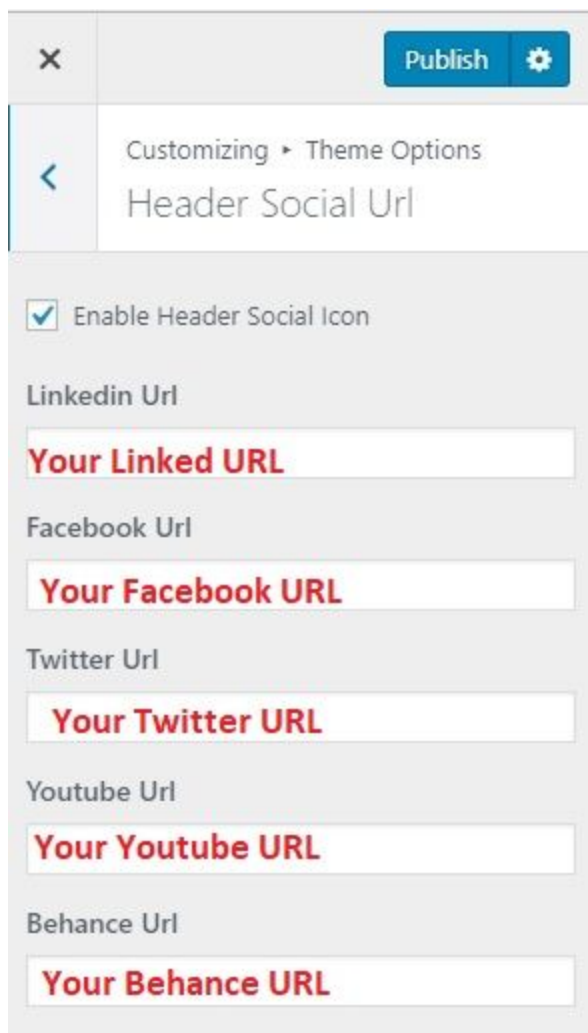 Publish
Customizing ▸ Theme Options
Header Social Url
Enable Header Social Icon
Linkedin Url
Your Linked URL
Facebook Url
Your Facebook URL
Twitter Url
Your Twitter URL
Youtube Url
Your Youtube URL
Behance Url
Your Behance URL